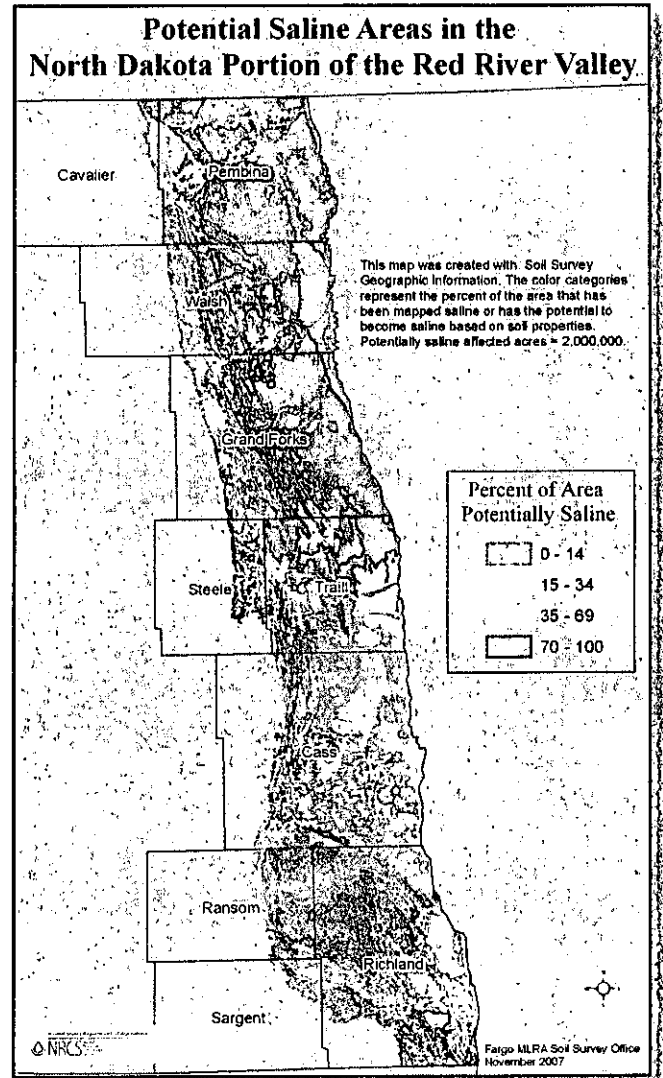 Potential Saline Areas in the
North Dakota Portion of the Red River Valley
Cavalier
Pembina
This map was created with Soil Survey
Geographic Information. The color categories
represent the percent of the area that has
been mapped saline or has the potential to
become saline based on soil properties.
Potentially saline affected acres = 2,000,000.
Walsh
Grand Forks
Percent of Area
Potentially Saline
0 - 14
15 - 34
35 - 69
70 - 100
Steele
Traill
Cass
Ransom
Richland
Sargent
NRCS
Fargo MLRA Soil Survey Office
November 2007